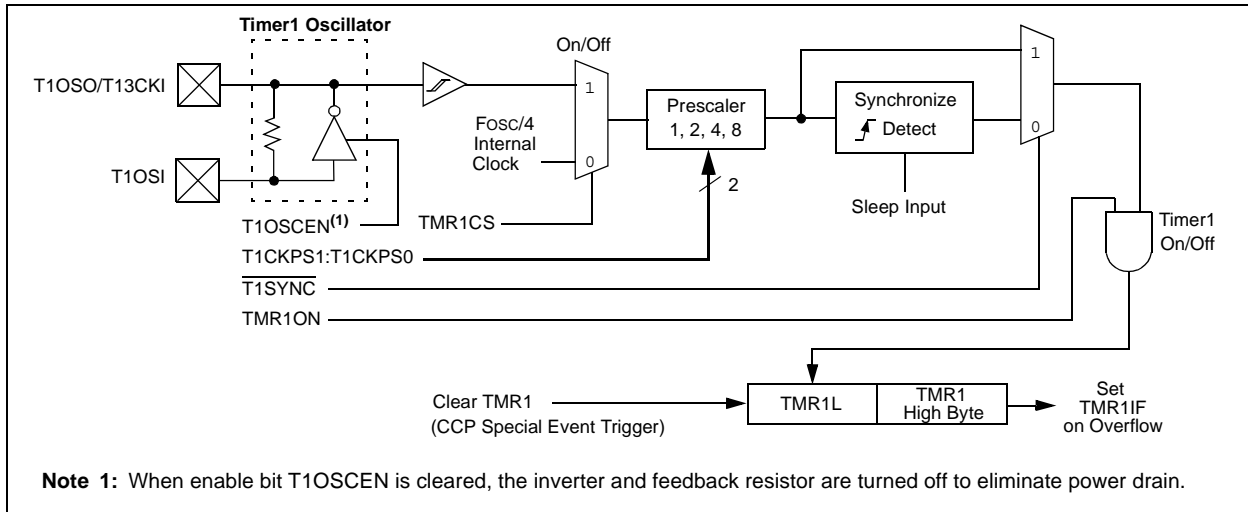 Timer1 Oscillator
T1OSO/T13CKI
T1OSI
On/Off
1
FOSC/4
Internal
Clock
0
Prescaler
1, 2, 4, 8
2
Synchronize
Detect
Sleep Input
1
0
Timer1
On/Off
T1OSCEN(1)
TMR1CS
T1CKPS1:T1CKPS0
T1SYNC
TMR1ON
Clear TMR1
(CCP Special Event Trigger)
TMR1L
TMR1
High Byte
Set
TMR1IF
on Overflow
Note 1: When enable bit T1OSCEN is cleared, the inverter and feedback resistor are turned off to eliminate power drain.